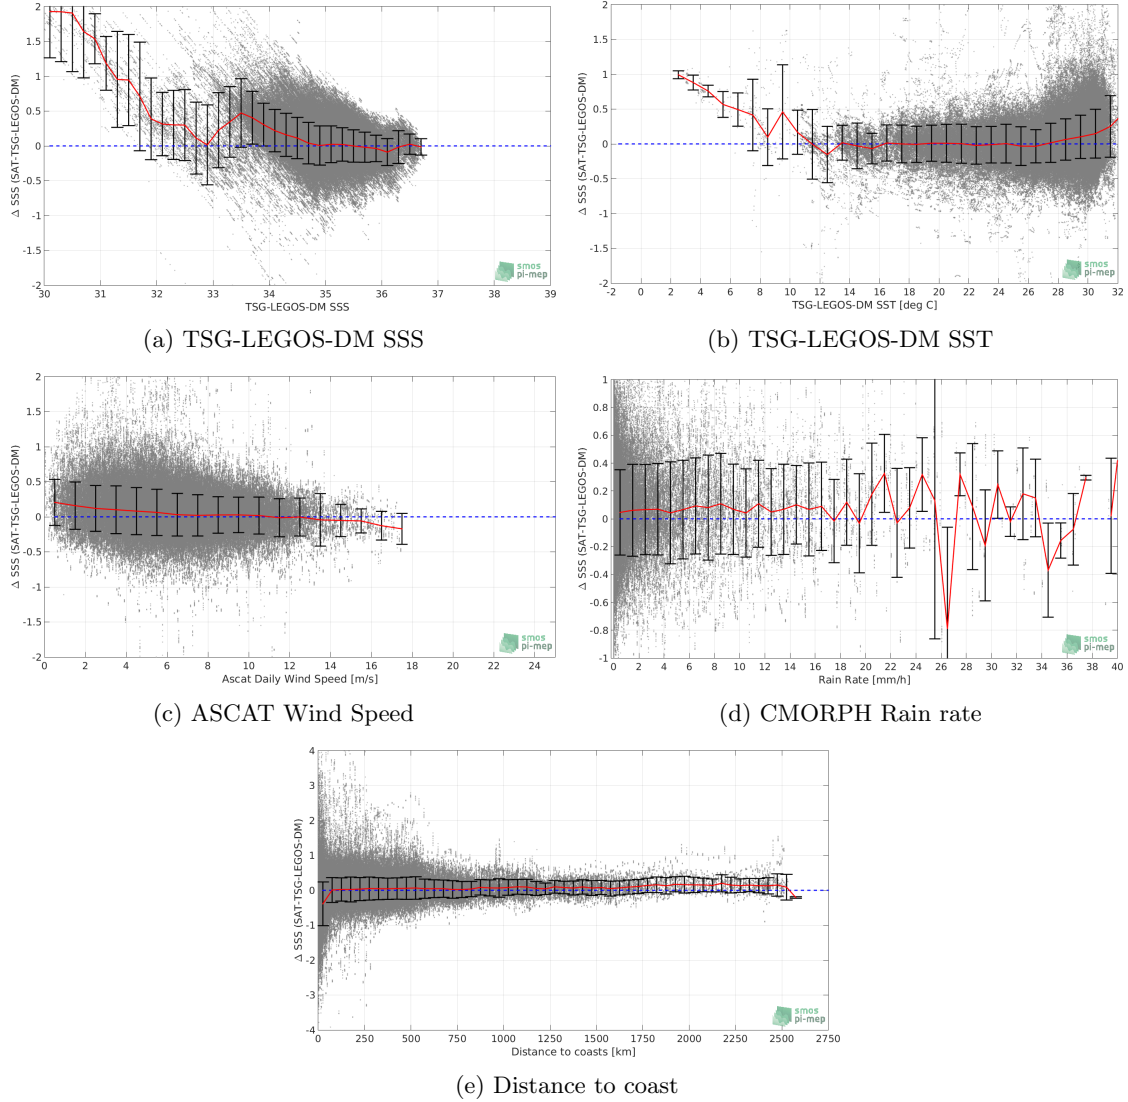 2
1.5
1
0.5
0
-0.5
-1
-1.5
-2
Δ SSS (SAT-TSG-LEGOS-DM)
30 31 32 33 34 35 36 37 38 39
TSG-LEGOS-DM SSS
smos
pi-mep
(a) TSG-LEGOS-DM SSS
2
1.5
1
0.5
0
-0.5
-1
-1.5
-2
Δ SSS (SAT-TSG-LEGOS-DM)
-2 0 2 4 6 8 10 12 14 16 18 20 22 24 26 28 30 32
TSG-LEGOS-DM SST [deg C]
smos
pi-mep
(b) TSG-LEGOS-DM SST
2
1.5
1
0.5
0
-0.5
-1
-1.5
-2
Δ SSS (SAT-TSG-LEGOS-DM)
0 2 4 6 8 10 12 14 16 18 20 22 24
Ascat Daily Wind Speed [m/s]
smos
pi-mep
(c) ASCAT Wind Speed
1
0.8
0.6
0.4
0.2
0
-0.2
-0.4
-0.6
-0.8
-1
Δ SSS (SAT-TSG-LEGOS-DM)
0 2 4 6 8 10 12 14 16 18 20 22 24 26 28 30 32 34 36 38 40
Rain Rate [mm/h]
smos
pi-mep
(d) CMORPH Rain rate
4
3
2
1
0
-1
-2
-3
-4
Δ SSS (SAT-TSG-LEGOS-DM)
0 250 500 750 1000 1250 1500 1750 2000 2250 2500 2750
Distance to coasts [km]
smos
pi-mep
(e) Distance to coast